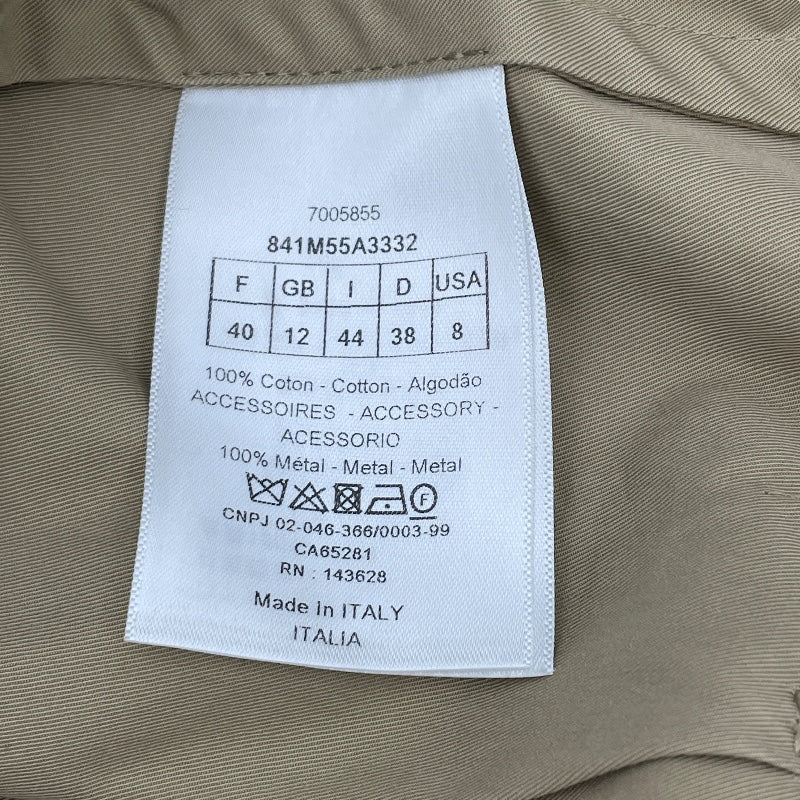 7005855
841M55A3332
F GB I D USA
40 12 44 38 8
100% Coton - Cotton - Algodão
ACCESSOIRES - ACCESSORY -
ACESSORIO
100% Métal - Metal - Metal
F
CNPJ 02-046-366/0003-99
CA65281
RN : 143628
Made in ITALY
ITALIA